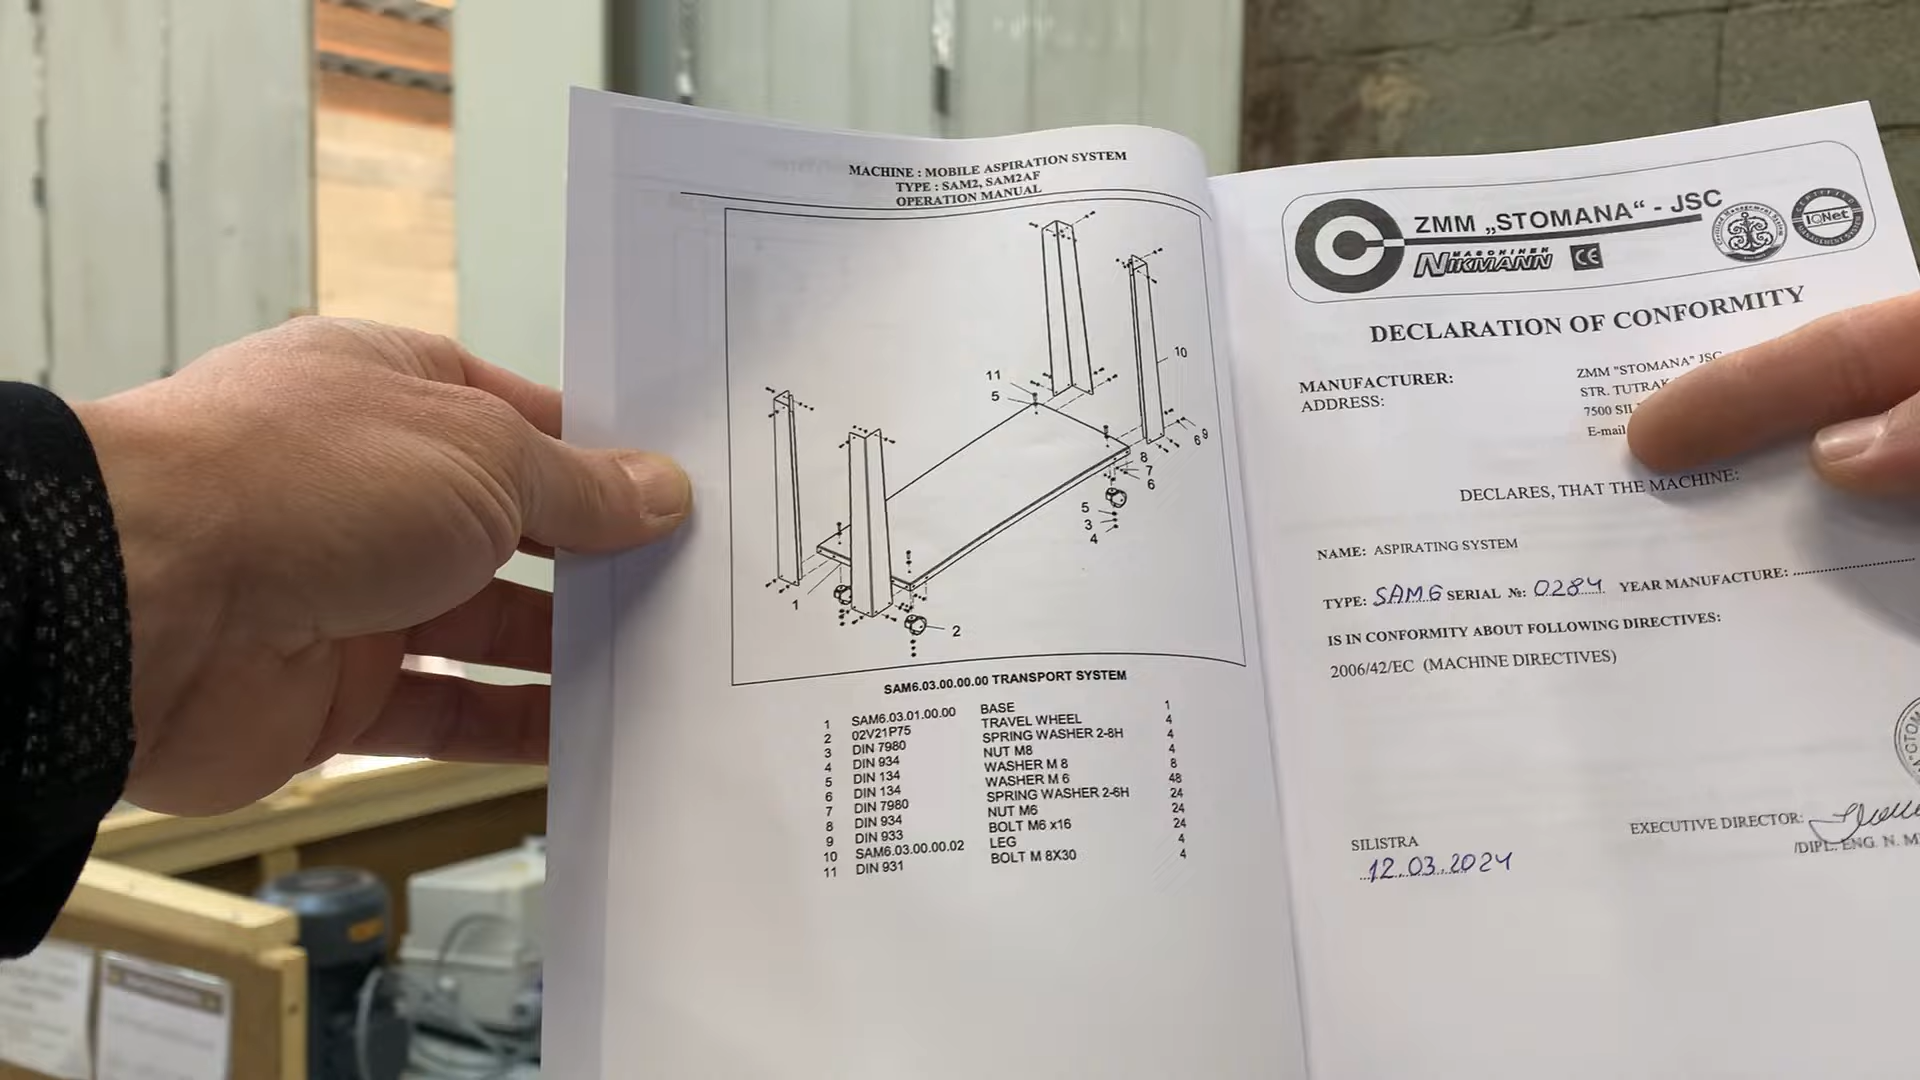 MACHINE : MOBILE ASPIRATION SYSTEM
TYPE : SAM2, SAM2AF
OPERATION MANUAL
10
11
5
6 9
8
7
6
5
3
4
1
2
SAM6.03.00.00.00 TRANSPORT SYSTEM
1 SAM6.03.01.00.00 BASE 1
2 02V21P75 TRAVEL WHEEL 4
3 DIN 7980 SPRING WASHER 2-8H 4
4 DIN 934 NUT M8 4
5 DIN 134 WASHER M 8 8
6 DIN 134 WASHER M 6 48
7 DIN 7980 SPRING WASHER 2-6H 24
8 DIN 934 NUT M6 24
9 DIN 933 BOLT M6 x16 24
10 SAM6.03.00.00.02 LEG 4
11 DIN 931 BOLT M 8X30 4
ZMM „STOMANA“ - JSC
MASCHINEN
NIKMANN CE
IQNet
DECLARATION OF CONFORMITY
MANUFACTURER: ZMM "STOMANA" JSC
ADDRESS: STR. TUTRAK
7500 SIL
E-mail
DECLARES, THAT THE MACHINE:
NAME: ASPIRATING SYSTEM
TYPE: SAM6 SERIAL №: 0284 YEAR MANUFACTURE:
IS IN CONFORMITY ABOUT FOLLOWING DIRECTIVES:
2006/42/EC (MACHINE DIRECTIVES)
SILISTRA
12.03.2024
EXECUTIVE DIRECTOR:
/DIPL. ENG. N. M